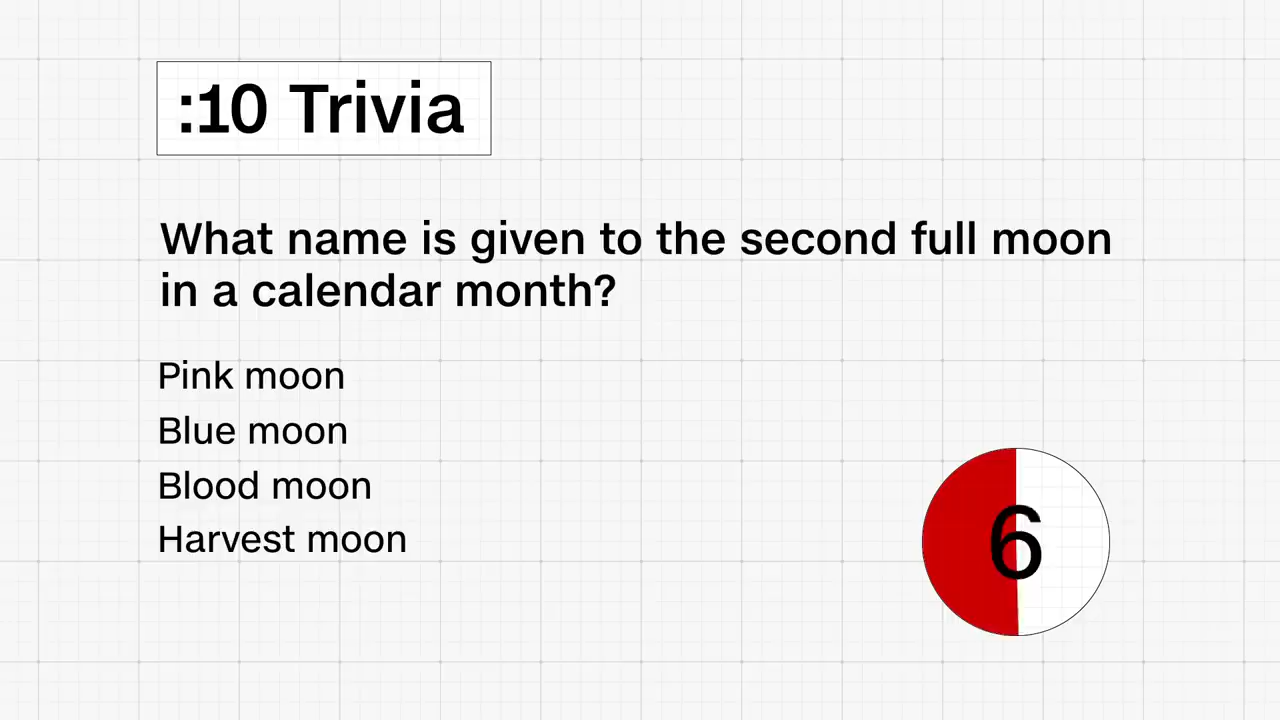 :10 Trivia
What name is given to the second full moon
in a calendar month?
Pink moon
Blue moon
Blood moon
Harvest moon
6